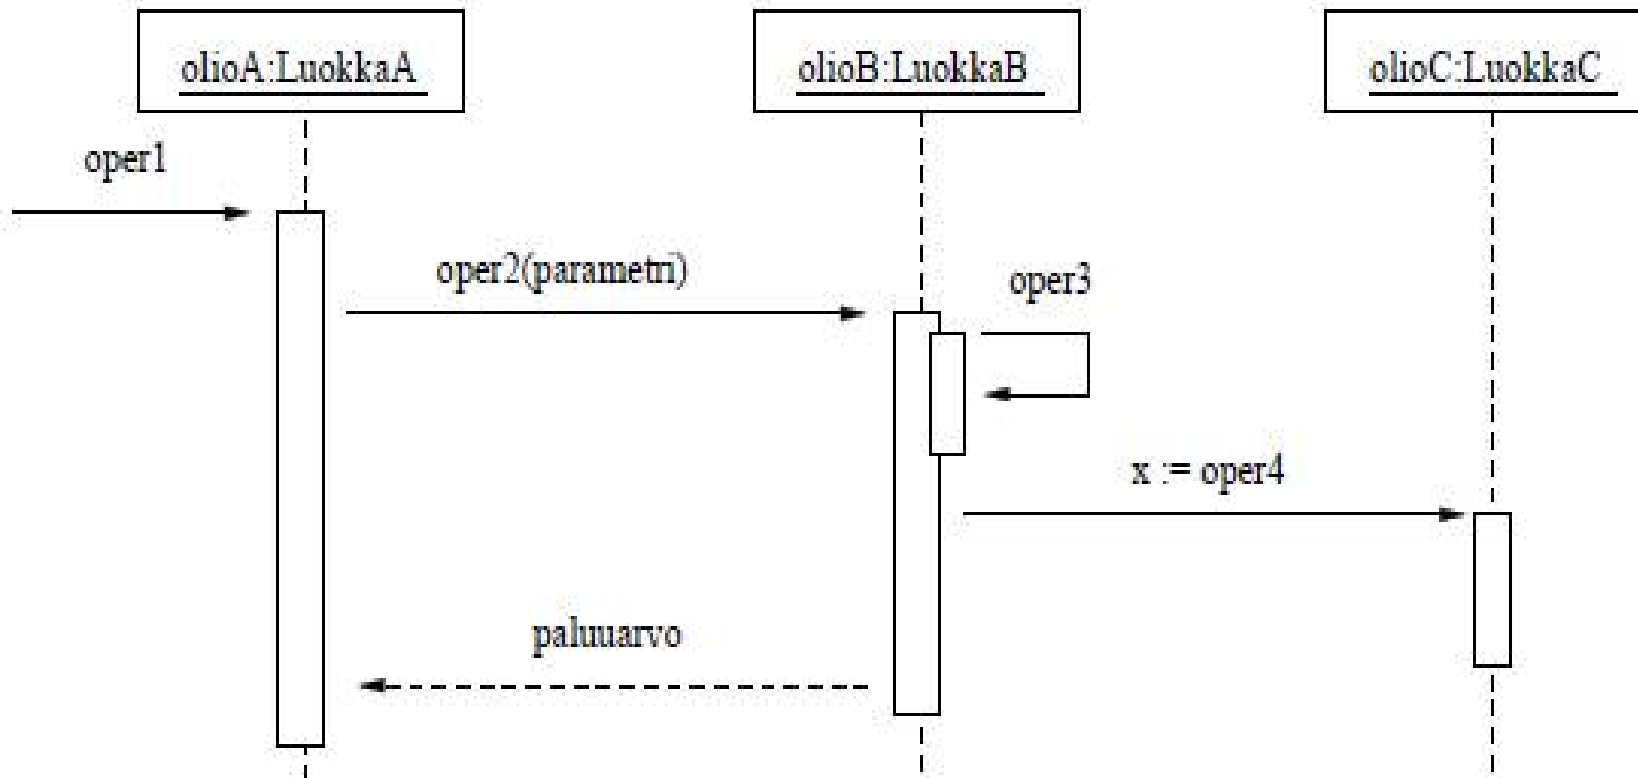 olioA:LuokkaA
olioB:LuokkaB
olioC:LuokkaC
oper1
oper2(parametri)
oper3
x := oper4
paluuarvo